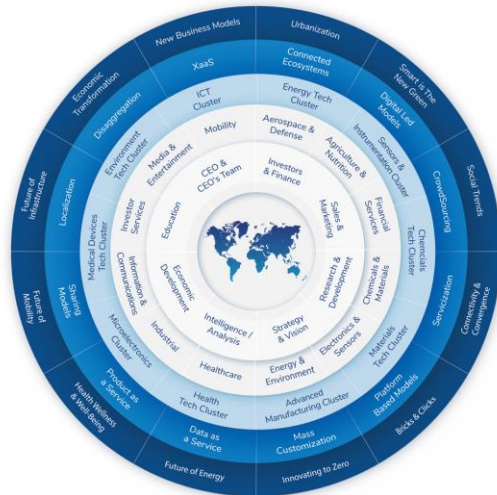 New Business Models
Urbanization
Smart is The
New Green
Social Trends
Connectivity &
Convergence
Bricks & Clicks
Innovating to Zero
Future of Energy
Health Wellness
& Well-Being
Future of
Mobility
Future of
Infrastructure
Economic
Transformation
XaaS
Connected
Ecosystems
Digital Led
Models
CrowdSourcing
Servicization
Platform
Based Models
Mass
Customization
Data as
a Service
Product as
a Service
Sharing
Models
Localization
Disaggregation
ICT
Cluster
Energy Tech
Cluster
Sensors &
Instrumentation Cluster
Chemcials
Tech Cluster
Materials
Tech Cluster
Advanced
Manufacturing Cluster
Health
Tech Cluster
Microelectronics
Cluster
Medical Devices
Tech Cluster
Environment
Tech Cluster
Mobility
Aerospace &
Defense
Agriculture &
Nutrition
Financial
Services
Chemicals &
Materials
Electronics &
Sensors
Energy &
Environment
Healthcare
Industrial
Information &
Communications
Investor
Services
Media &
Entertainment
CEO &
CEO's Team
Investors
& Finance
Sales &
Marketing
Research &
Development
Strategy
& Vision
Intelligence /
Analysis
Economic
Development
Education